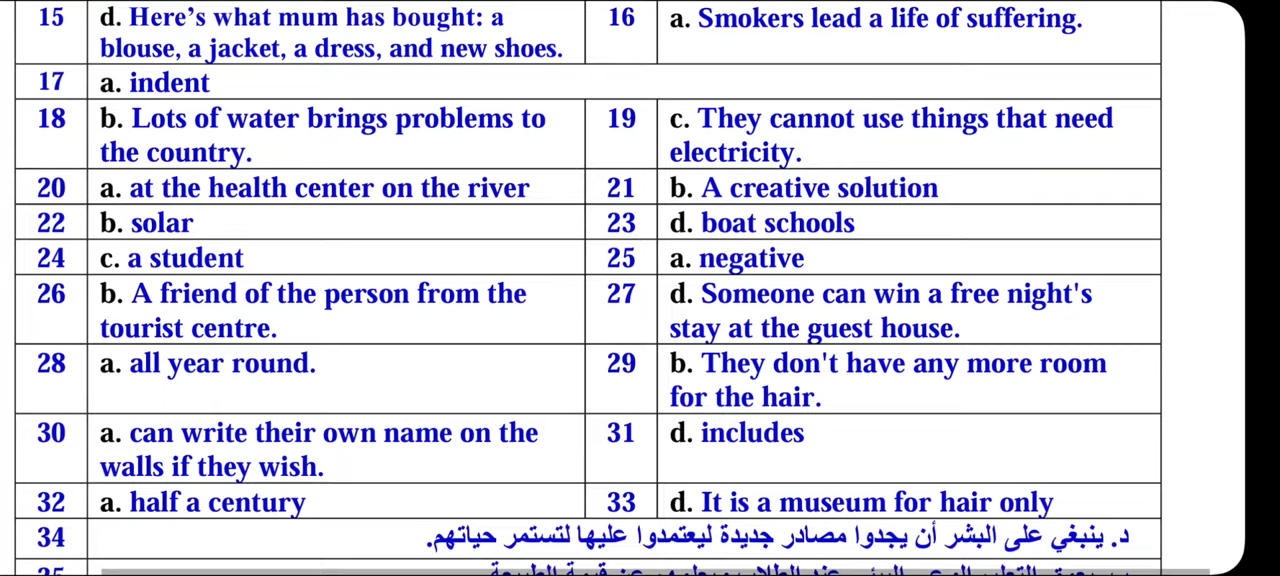 15 d. Here’s what mum has bought: a
blouse, a jacket, a dress, and new shoes.
16 a. Smokers lead a life of suffering.
17 a. indent
18 b. Lots of water brings problems to
the country.
19 c. They cannot use things that need
electricity.
20 a. at the health center on the river
21 b. A creative solution
22 b. solar
23 d. boat schools
24 c. a student
25 a. negative
26 b. A friend of the person from the
tourist centre.
27 d. Someone can win a free night's
stay at the guest house.
28 a. all year round.
29 b. They don't have any more room
for the hair.
30 a. can write their own name on the
walls if they wish.
31 d. includes
32 a. half a century
33 d. It is a museum for hair only
34 د. ينبغي على البشر أن يجدوا مصادر جديدة ليعتمدوا عليها لتستمر حياتهم.